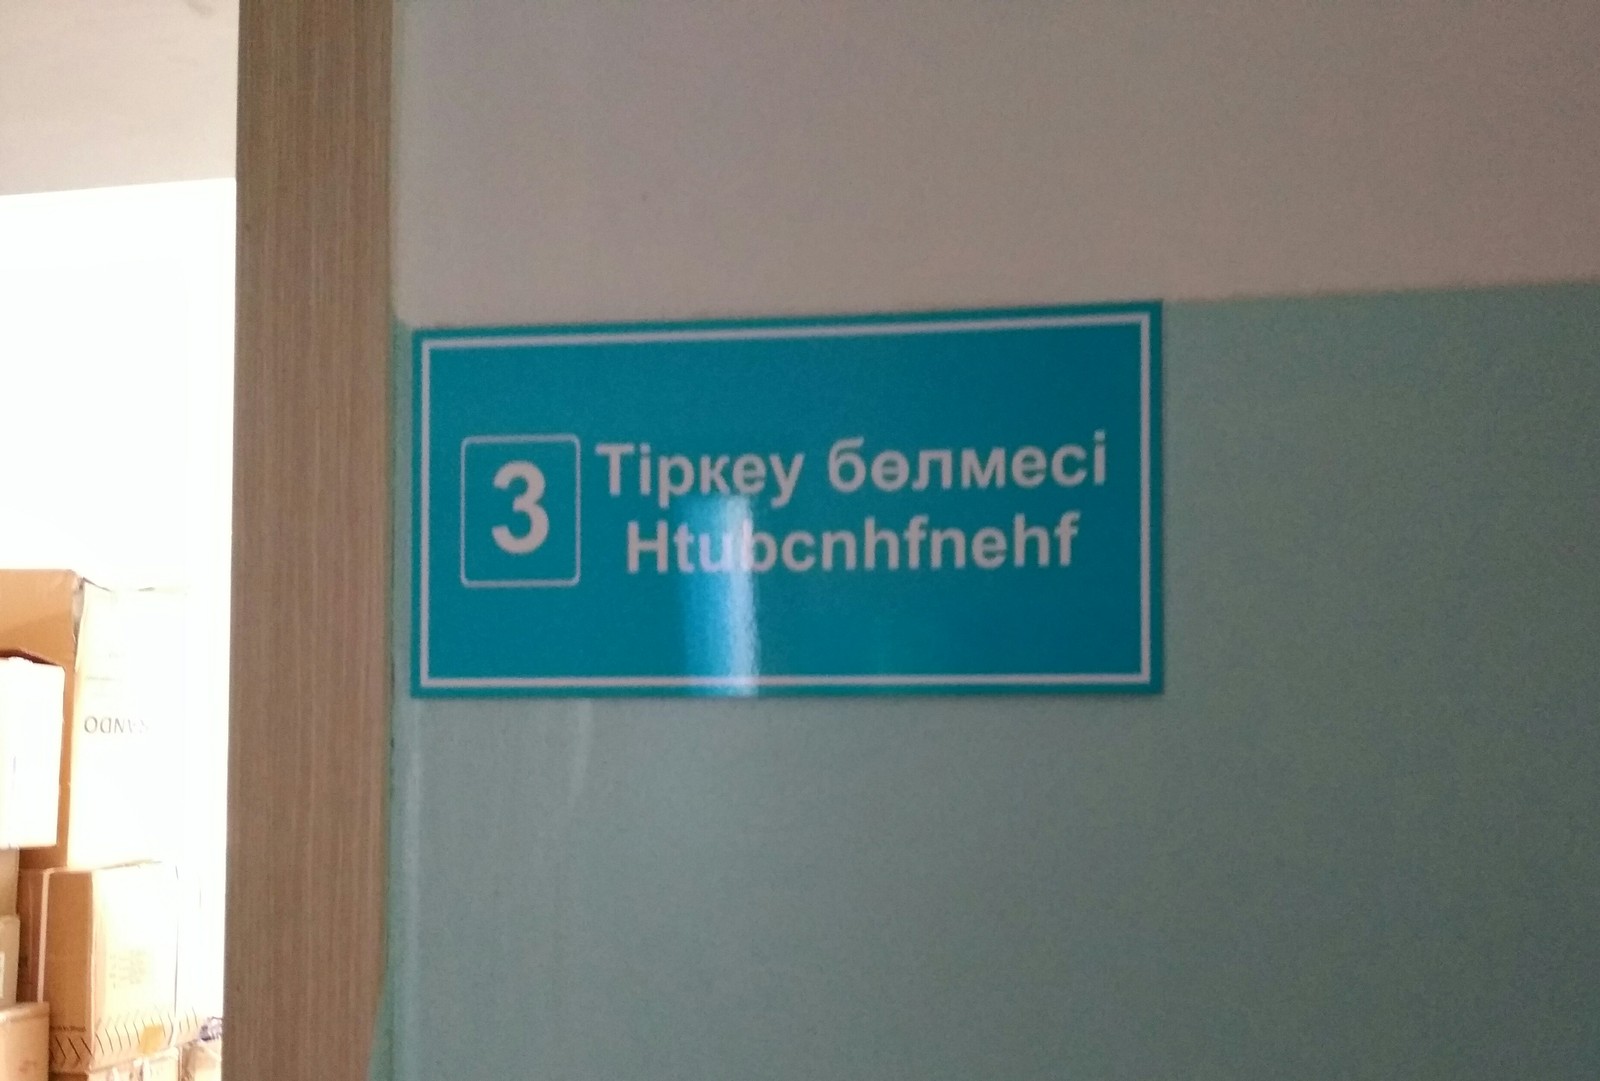 3
Тіркеу бөлмесі
Htubcnhfnehf